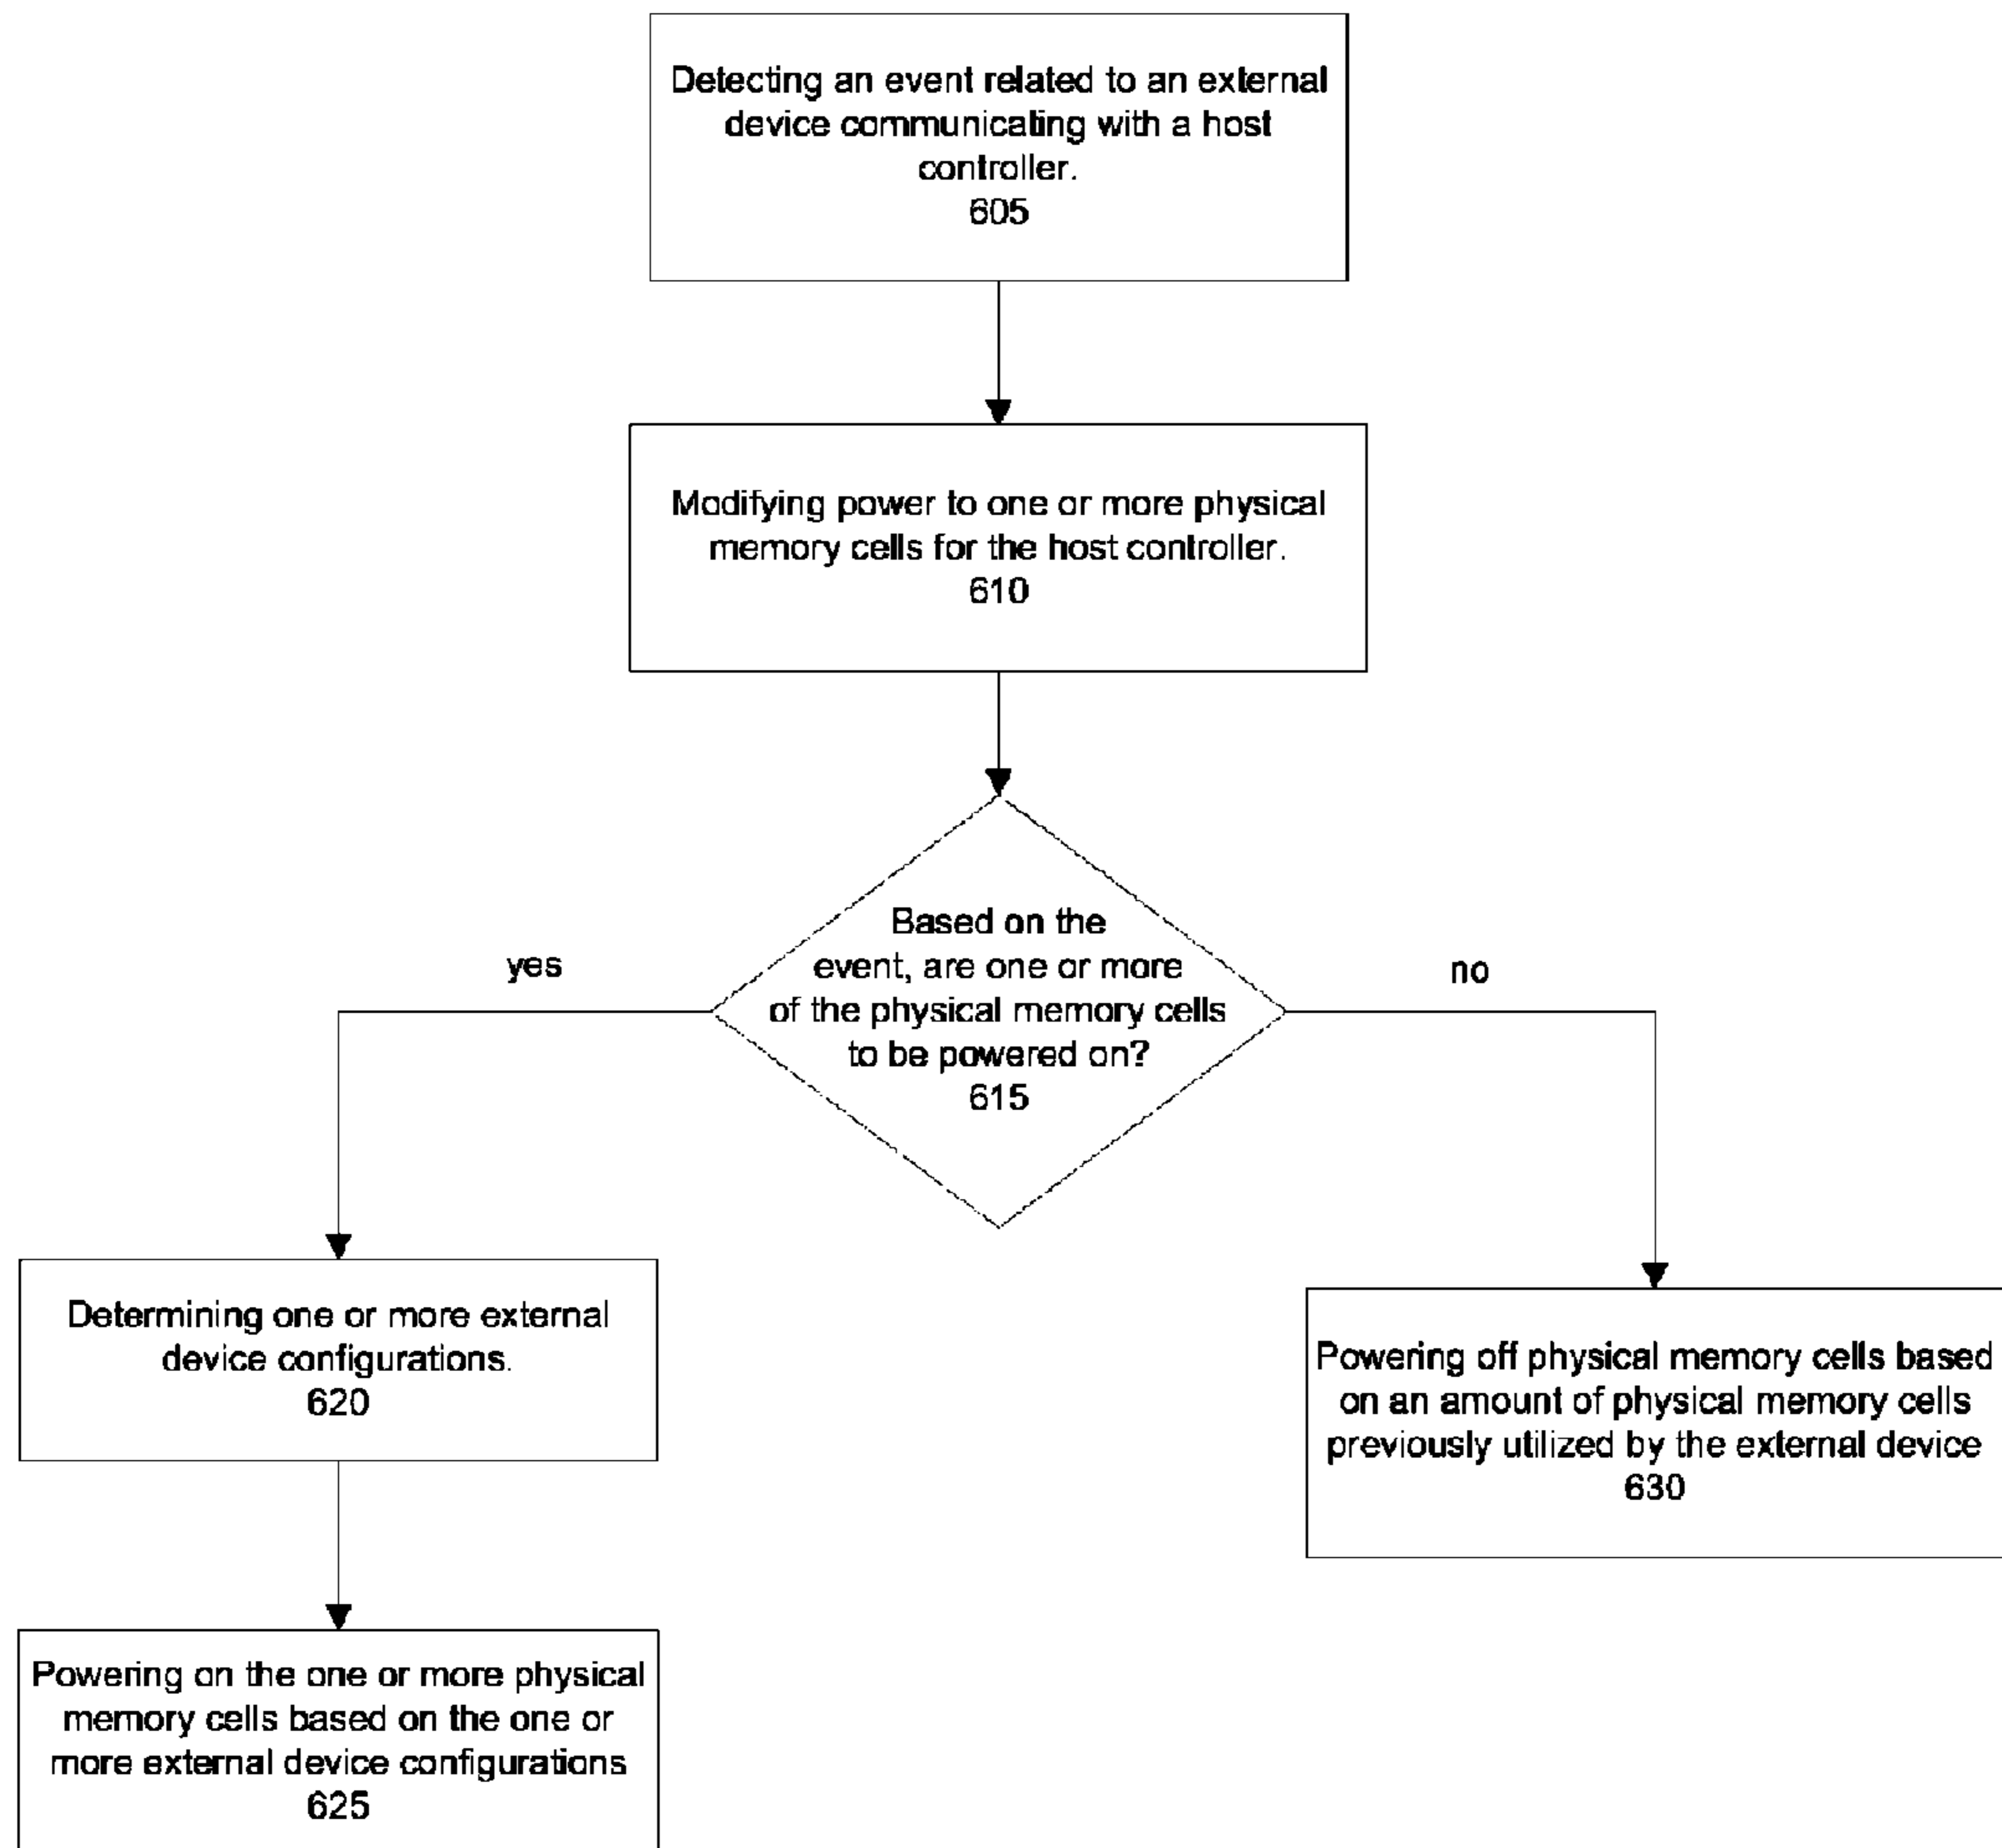 Detecting an event related to an external
device communicating with a host
controller.
605
Modifying power to one or more physical
memory cells for the host controller.
610
Based on the
event, are one or more
of the physical memory cells
to be powered on?
615
yes
no
Determining one or more external
device configurations.
620
Powering off physical memory cells based
on an amount of physical memory cells
previously utilized by the external device
630
Powering on the one or more physical
memory cells based on the one or
more external device configurations
625